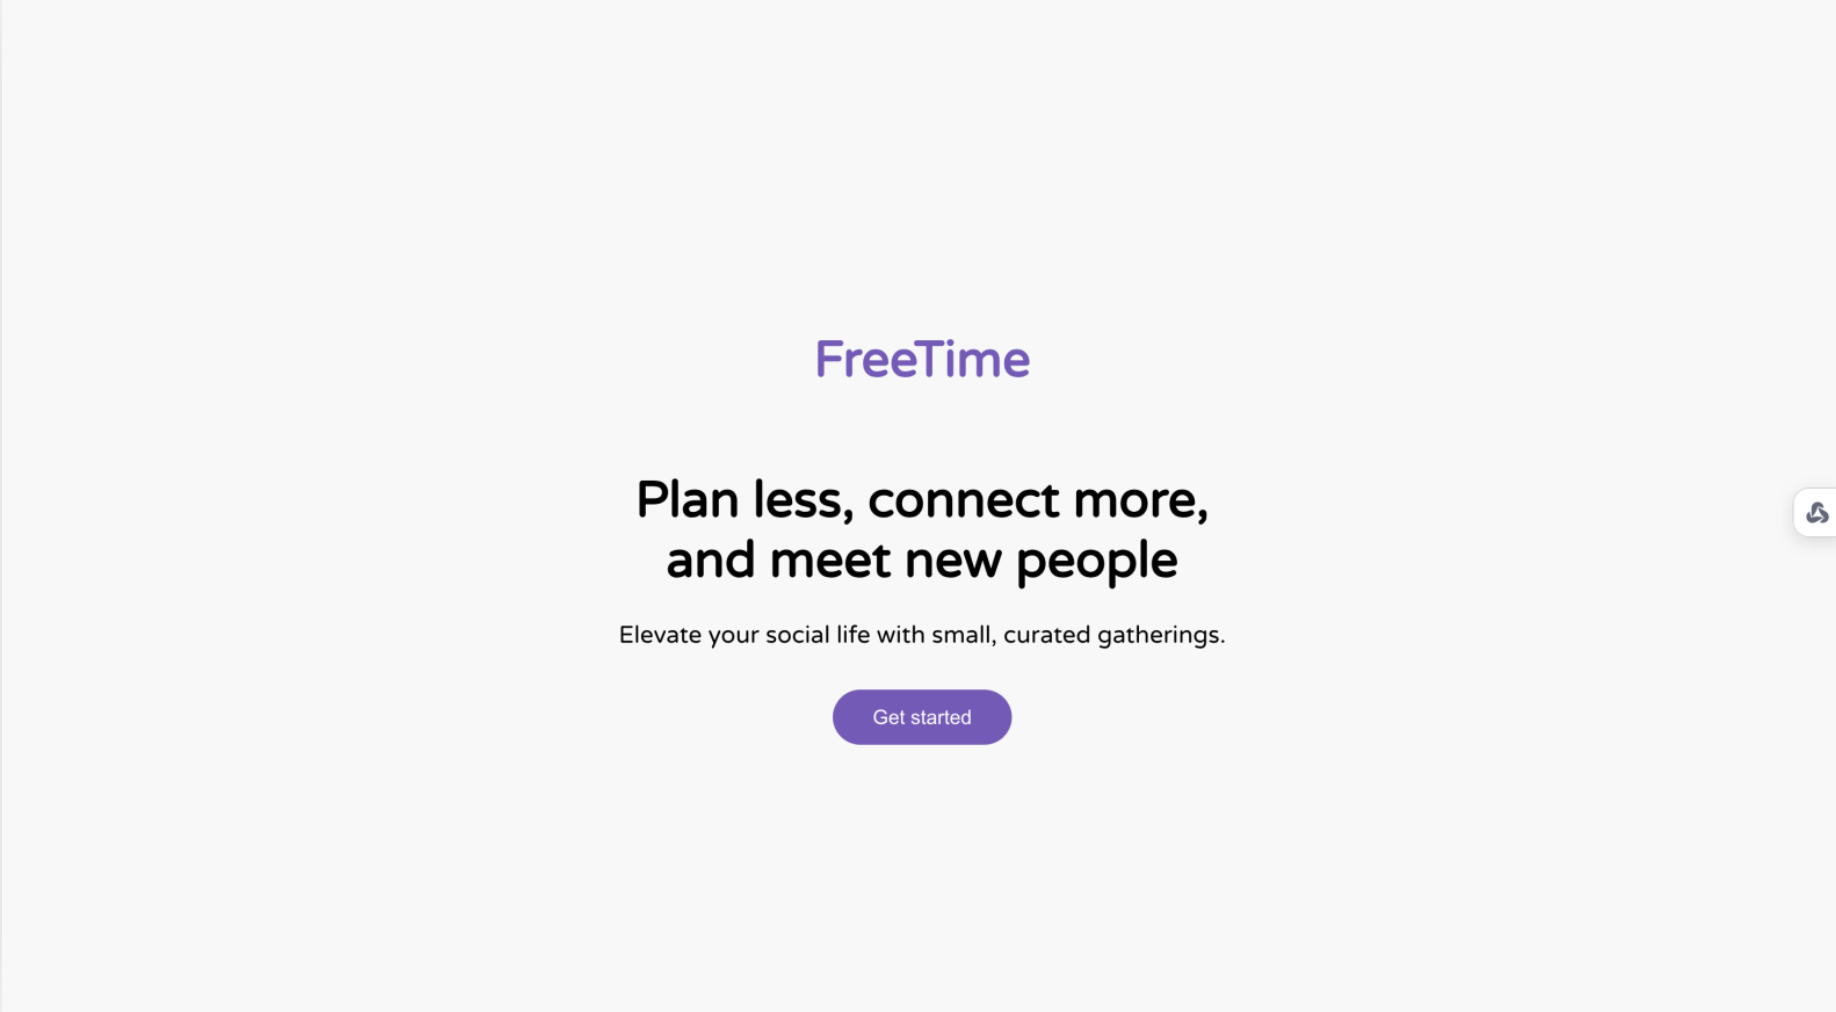 FreeTime
Plan less, connect more,
and meet new people
Elevate your social life with small, curated gatherings.
Get started